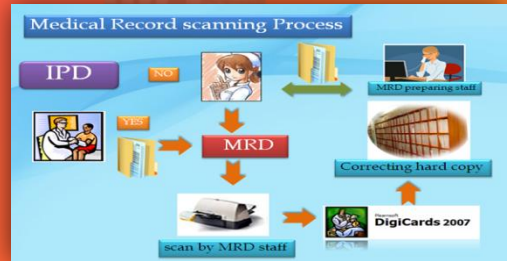 Medical Record scanning Process
IPD
NO
MRD preparing staff
YES
MRD
Correcting hard copy
scan by MRD staff
DigiCards 2007